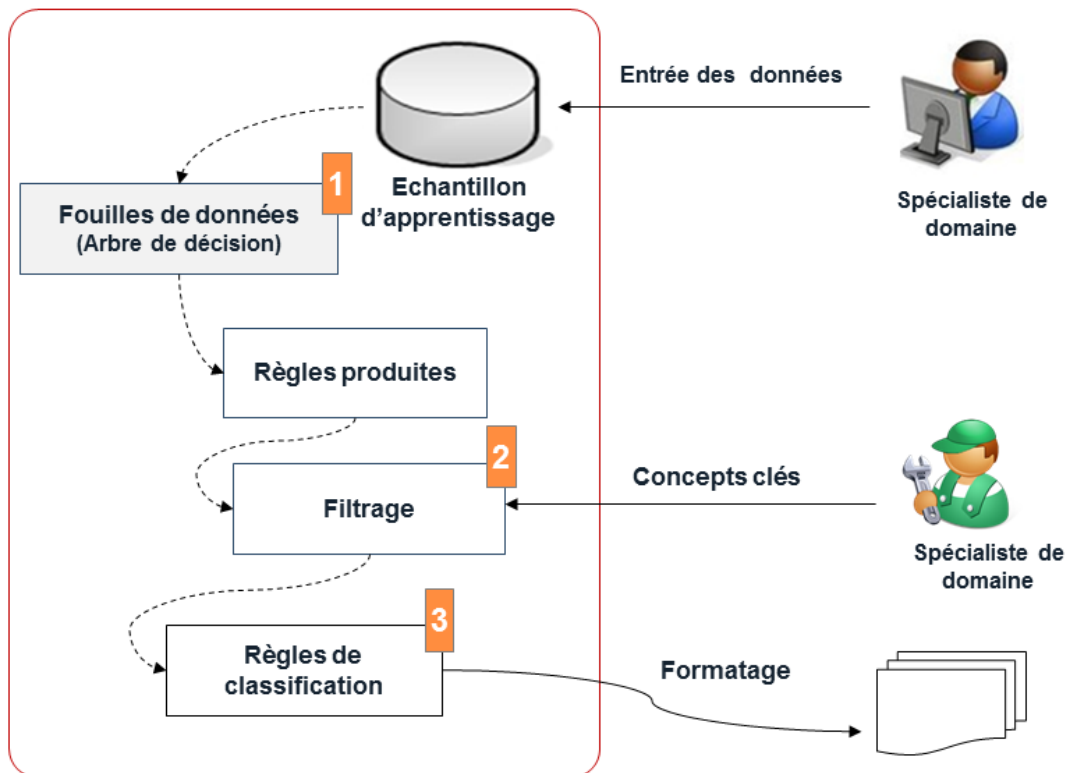 Entrée des données
Spécialiste de
domaine
Echantillon
d'apprentissage
1
Fouilles de données
(Arbre de décision)
Règles produites
2
Filtrage
Concepts clés
Spécialiste de
domaine
3
Règles de
classification
Formatage